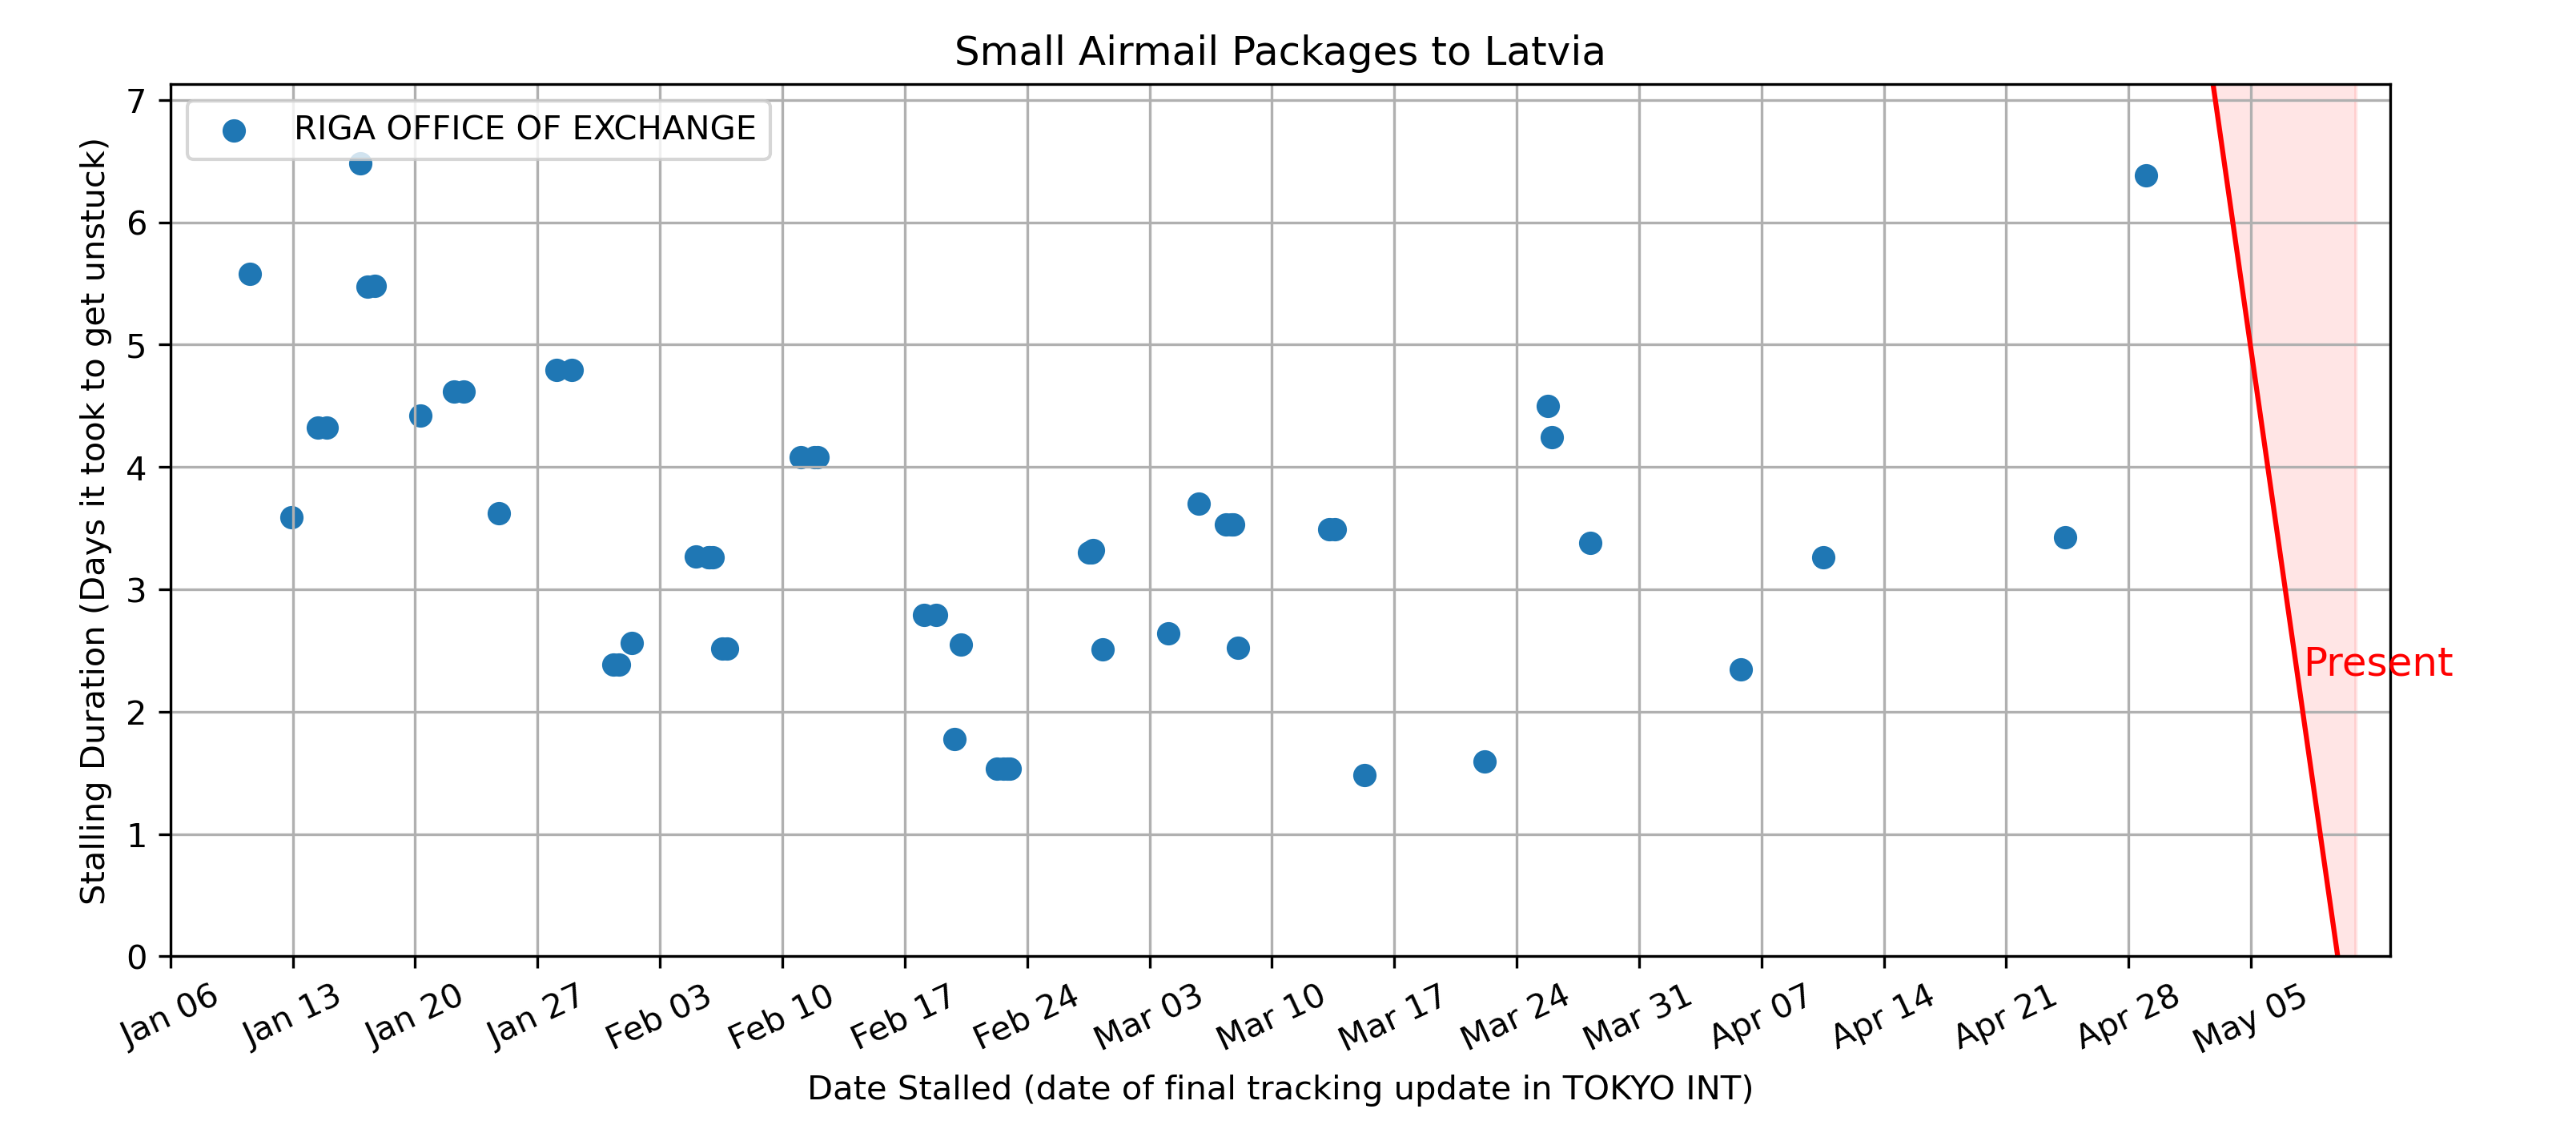 Small Airmail Packages to Latvia
RIGA OFFICE OF EXCHANGE
Stalling Duration (Days it took to get unstuck)
7
6
5
4
3
2
1
0
Present
Jan 06
Jan 13
Jan 20
Jan 27
Feb 03
Feb 10
Feb 17
Feb 24
Mar 03
Mar 10
Mar 17
Mar 24
Mar 31
Apr 07
Apr 14
Apr 21
Apr 28
May 05
Date Stalled (date of final tracking update in TOKYO INT)